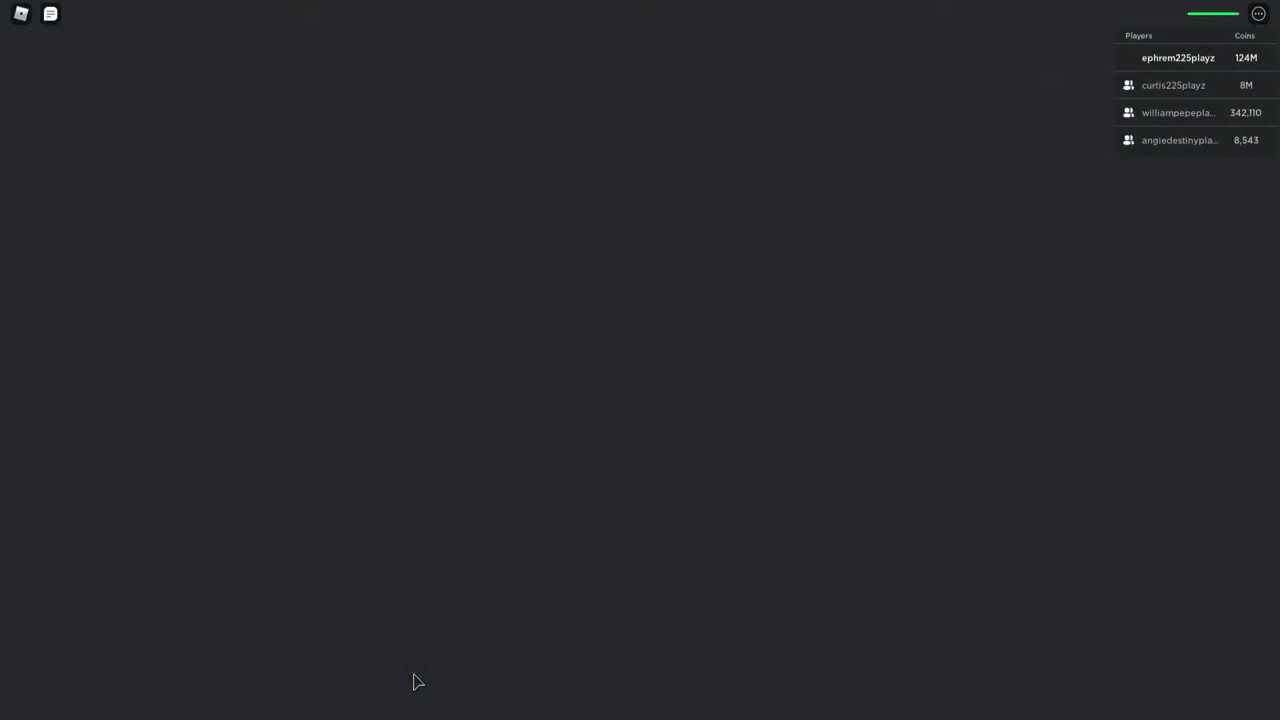 Players Coins
ephrem225playz 124M
curtis225playz 8M
williampepepla... 342,110
angiedestinypla... 8,543